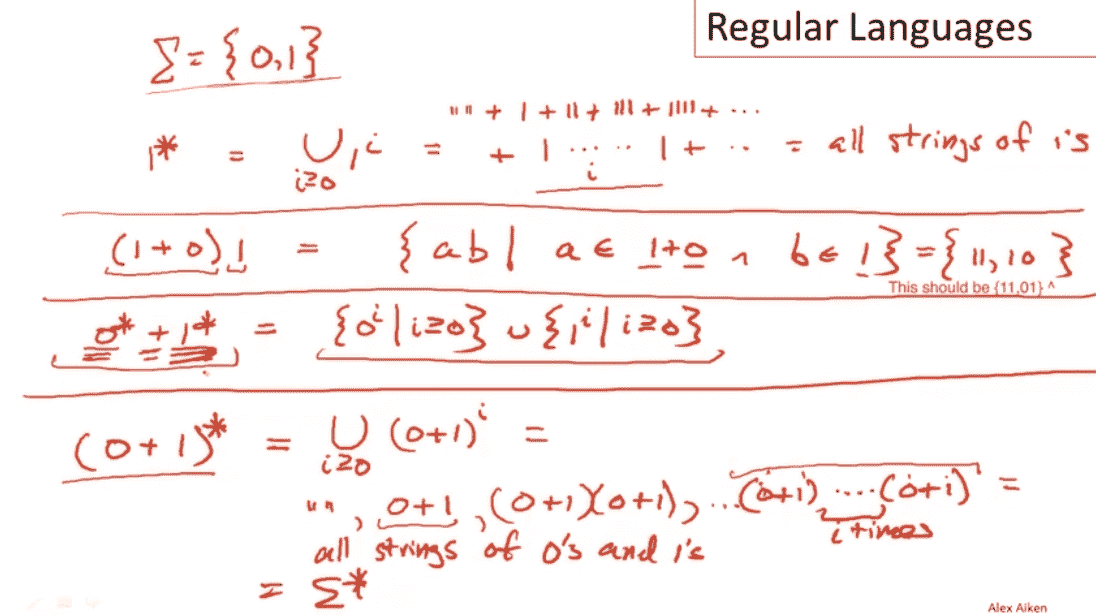 Regular Languages
Σ = { 0,1 }
"" + 1 + 11 + 111 + 1111 + ...
1* = ⋃ i≥0 1^i = + 1 ..... 1 + .. = all strings of 1's
i
(1 + 0) 1 = { ab | a ∈ 1+0 ∧ b ∈ 1 } = { 11, 10 }
This should be {11,01} ^
0* + 1* = {0^i | i≥0} ∪ {1^i | i≥0}
(0 + 1)* = ⋃ i≥0 (0+1)^i =
"", 0+1, (0+1)(0+1), ...(0+1) .... (0+1) =
i times
all strings of 0's and 1's
= Σ*
Alex Aiken